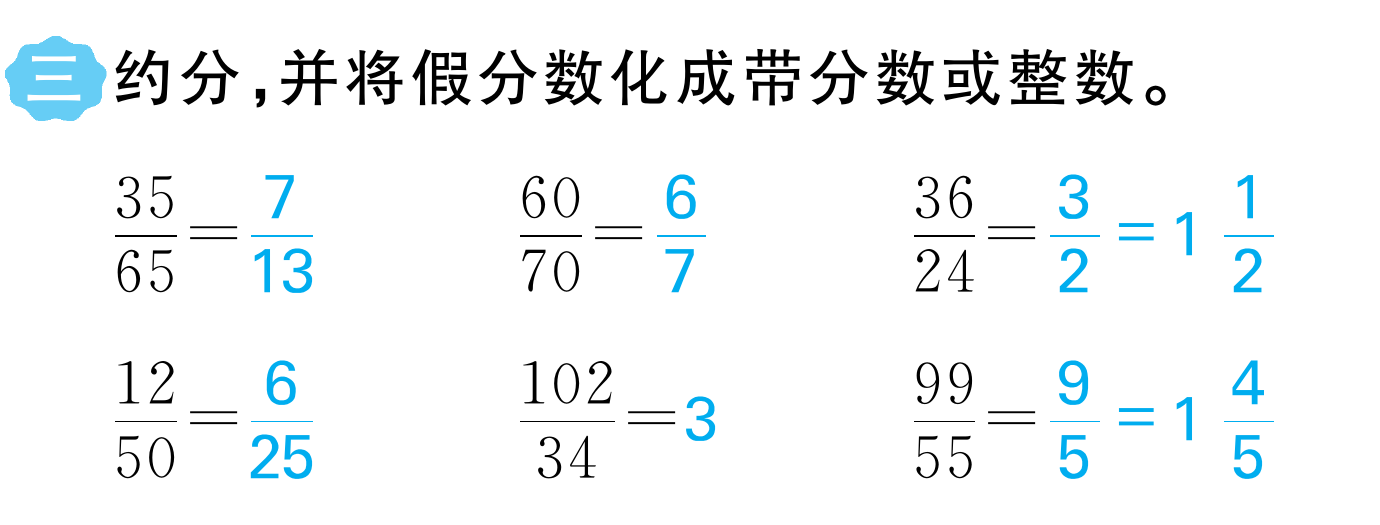 三 约分,并将假分数化成带分数或整数。
35/65 = 7/13 60/70 = 6/7 36/24 = 3/2 = 1 1/2
12/50 = 6/25 102/34 = 3 99/55 = 9/5 = 1 4/5